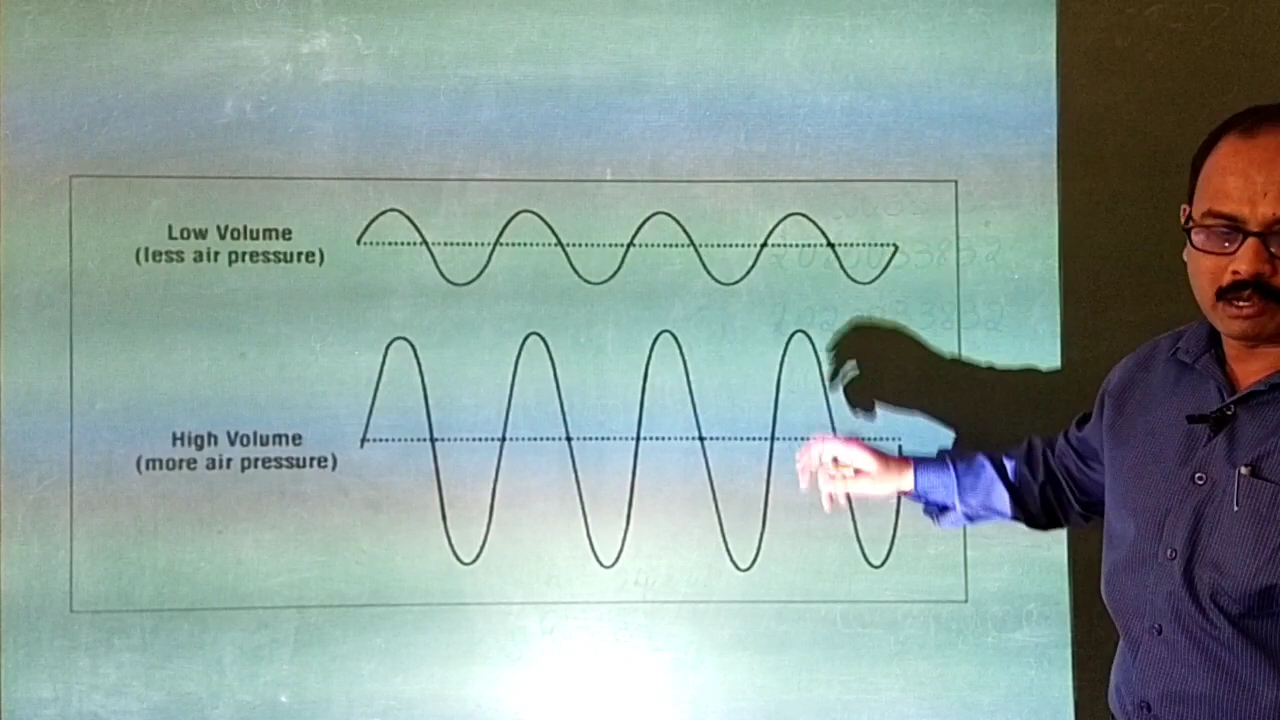 Low Volume
(less air pressure)
High Volume
(more air pressure)